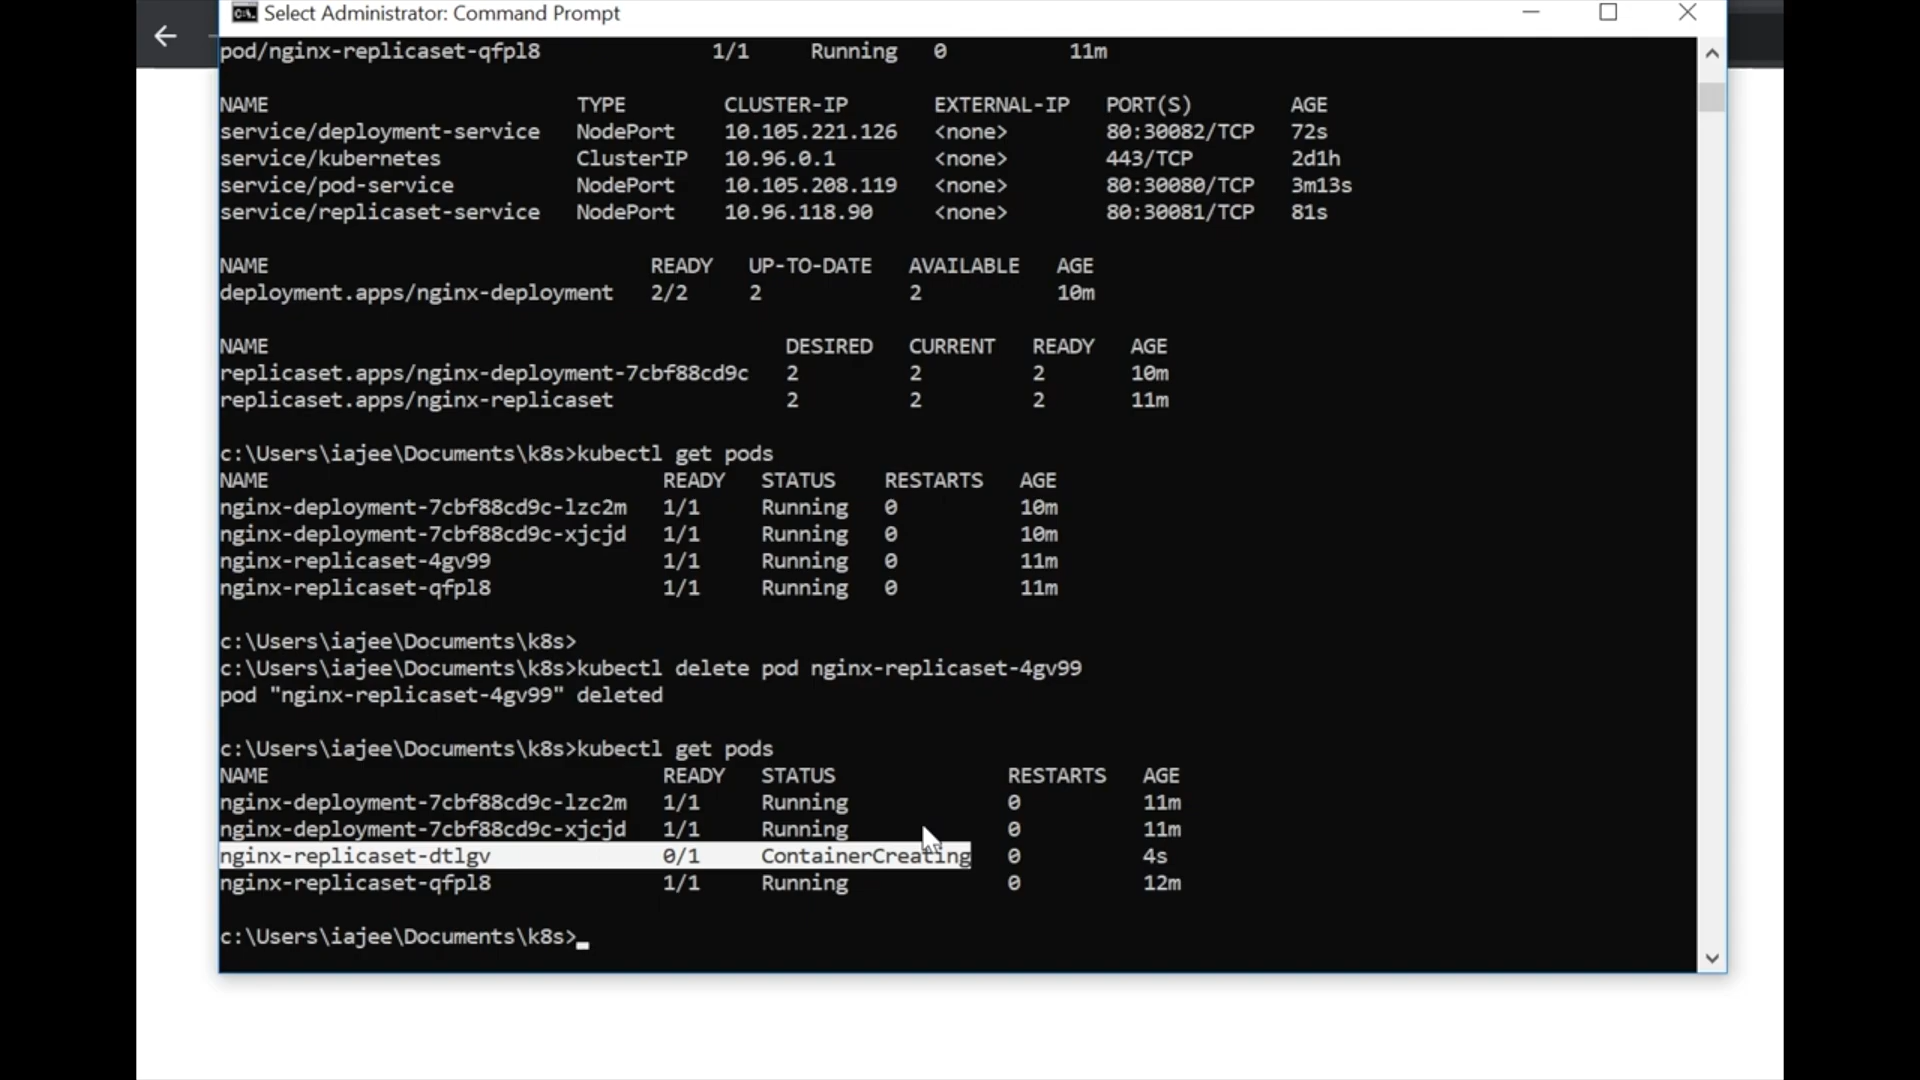 Select Administrator: Command Prompt
pod/nginx-replicaset-qfpl8 1/1 Running 0 11m
NAME TYPE CLUSTER-IP EXTERNAL-IP PORT(S) AGE
service/deployment-service NodePort 10.105.221.126 <none> 80:30082/TCP 72s
service/kubernetes ClusterIP 10.96.0.1 <none> 443/TCP 2d1h
service/pod-service NodePort 10.105.208.119 <none> 80:30080/TCP 3m13s
service/replicaset-service NodePort 10.96.118.90 <none> 80:30081/TCP 81s
NAME READY UP-TO-DATE AVAILABLE AGE
deployment.apps/nginx-deployment 2/2 2 2 10m
NAME DESIRED CURRENT READY AGE
replicaset.apps/nginx-deployment-7cbf88cd9c 2 2 2 10m
replicaset.apps/nginx-replicaset 2 2 2 11m
c:\Users\iajee\Documents\k8s>kubectl get pods
NAME READY STATUS RESTARTS AGE
nginx-deployment-7cbf88cd9c-lzc2m 1/1 Running 0 10m
nginx-deployment-7cbf88cd9c-xjcjd 1/1 Running 0 10m
nginx-replicaset-4gv99 1/1 Running 0 11m
nginx-replicaset-qfpl8 1/1 Running 0 11m
c:\Users\iajee\Documents\k8s>
c:\Users\iajee\Documents\k8s>kubectl delete pod nginx-replicaset-4gv99
pod "nginx-replicaset-4gv99" deleted
c:\Users\iajee\Documents\k8s>kubectl get pods
NAME READY STATUS RESTARTS AGE
nginx-deployment-7cbf88cd9c-lzc2m 1/1 Running 0 11m
nginx-deployment-7cbf88cd9c-xjcjd 1/1 Running 0 11m
nginx-replicaset-dtlgv 0/1 ContainerCreating 0 4s
nginx-replicaset-qfpl8 1/1 Running 0 12m
c:\Users\iajee\Documents\k8s>